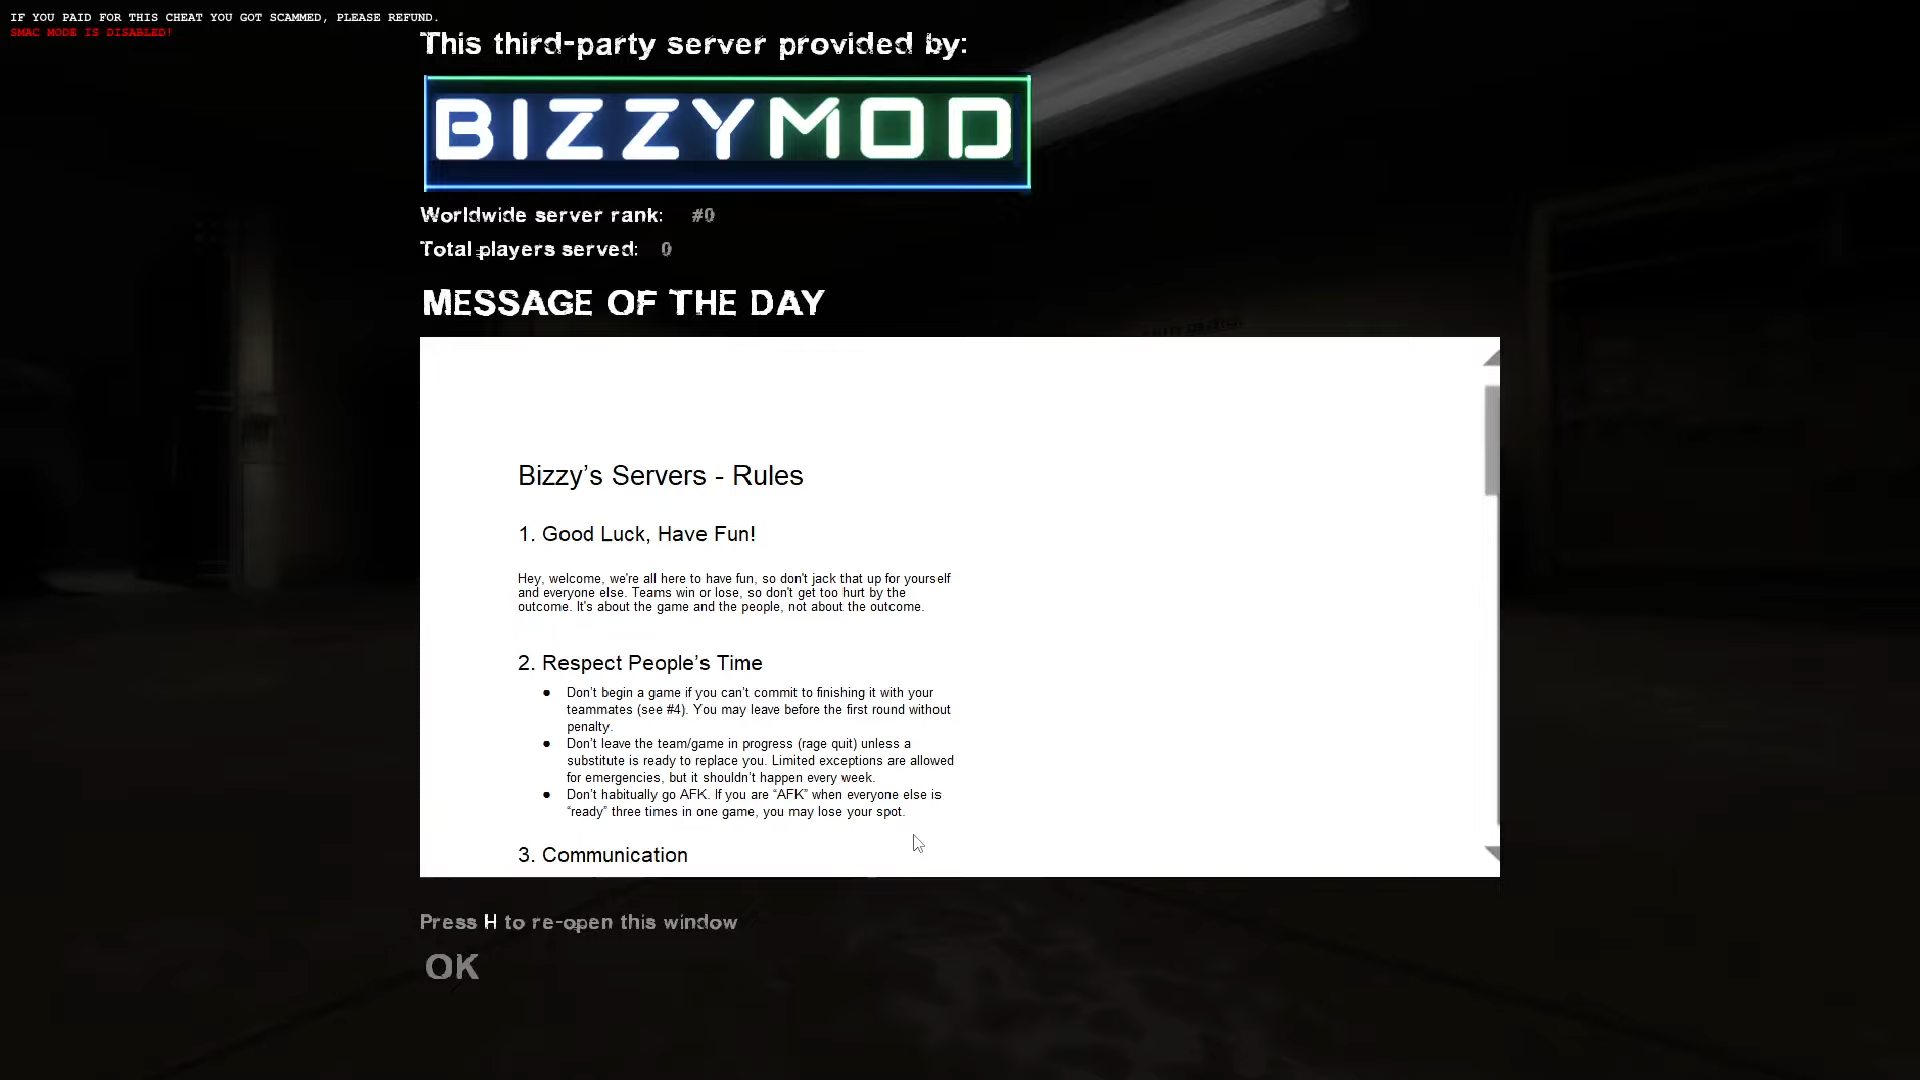 IF YOU PAID FOR THIS CHEAT YOU GOT SCAMMED, PLEASE REFUND.
SMAC MODE IS DISABLED!
This third-party server provided by:
BIZZYMOD
Worldwide server rank: #0
Total players served: 0
MESSAGE OF THE DAY
Bizzy’s Servers - Rules
1. Good Luck, Have Fun!
Hey, welcome, we're all here to have fun, so don't jack that up for yourself
and everyone else. Teams win or lose, so don't get too hurt by the
outcome. It's about the game and the people, not about the outcome.
2. Respect People’s Time
● Don’t begin a game if you can’t commit to finishing it with your
teammates (see #4). You may leave before the first round without
penalty.
● Don’t leave the team/game in progress (rage quit) unless a
substitute is ready to replace you. Limited exceptions are allowed
for emergencies, but it shouldn’t happen every week.
● Don’t habitually go AFK. If you are “AFK” when everyone else is
“ready” three times in one game, you may lose your spot.
3. Communication
Press H to re-open this window
OK